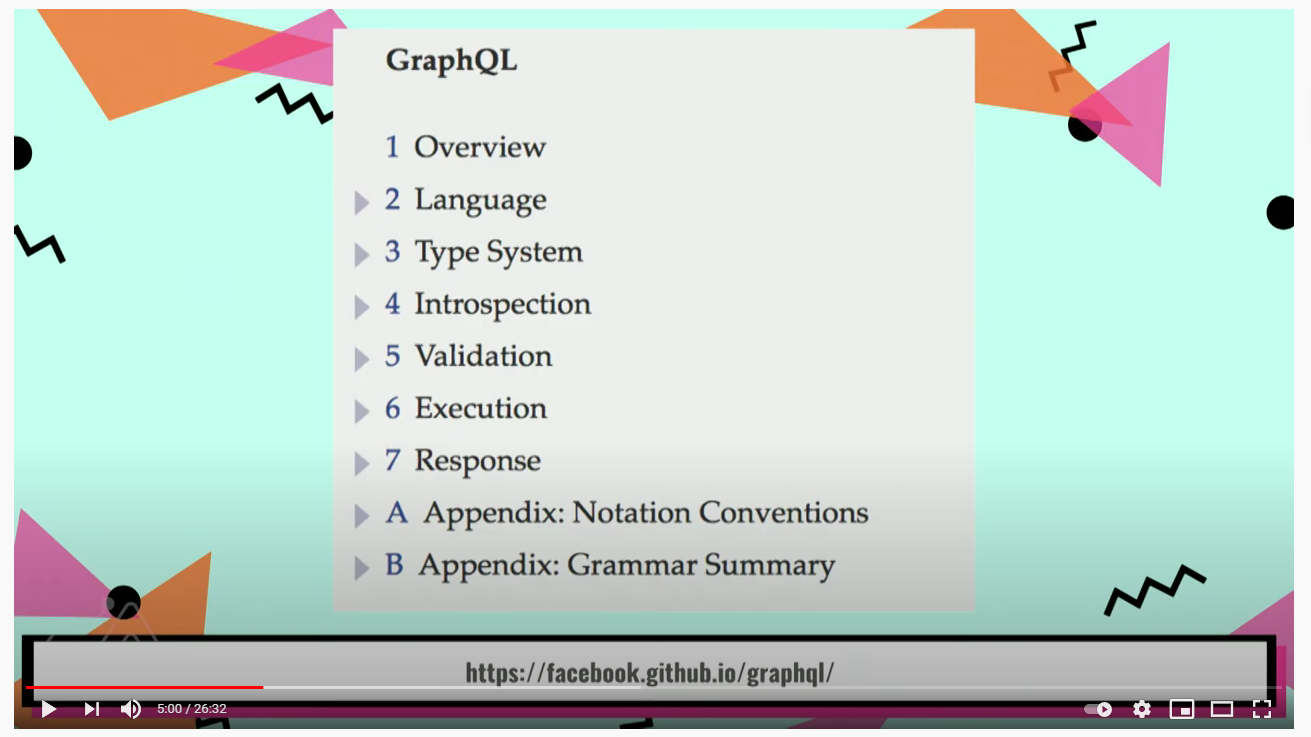 GraphQL
1 Overview
2 Language
3 Type System
4 Introspection
5 Validation
6 Execution
7 Response
A Appendix: Notation Conventions
B Appendix: Grammar Summary
https://facebook.github.io/graphql/
5:00 / 26:32